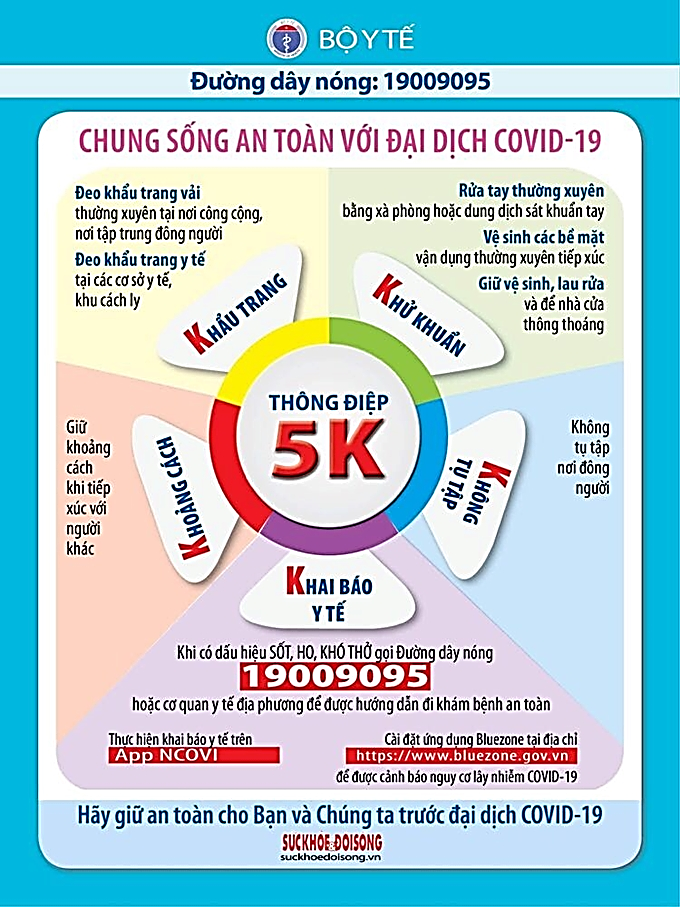 BỘ Y TẾ
Đường dây nóng: 19009095
CHUNG SỐNG AN TOÀN VỚI ĐẠI DỊCH COVID-19
Đeo khẩu trang vải
thường xuyên tại nơi công cộng,
nơi tập trung đông người
Đeo khẩu trang y tế
tại các cơ sở y tế,
khu cách ly
Rửa tay thường xuyên
bằng xà phòng hoặc dung dịch sát khuẩn tay
Vệ sinh các bề mặt
vận dụng thường xuyên tiếp xúc
Giữ vệ sinh, lau rửa
và để nhà cửa
thông thoáng
KHẨU TRANG
KHỬ KHUẨN
THÔNG ĐIỆP
5K
Giữ
khoảng
cách
khi tiếp
xúc với
người
khác
KHOẢNG CÁCH
KHÔNG
TỤ TẬP
Không
tụ tập
nơi đông
người
KHAI BÁO
Y TẾ
Khi có dấu hiệu SỐT, HO, KHÓ THỞ gọi Đường dây nóng
19009095
hoặc cơ quan y tế địa phương để được hướng dẫn đi khám bệnh an toàn
Thực hiện khai báo y tế trên
App NCOVI
Cài đặt ứng dụng Bluezone tại địa chỉ
https://www.bluezone.gov.vn
để được cảnh báo nguy cơ lây nhiễm COVID-19
Hãy giữ an toàn cho Bạn và Chúng ta trước đại dịch COVID-19
SUCKHOE&ĐOISONG
suckhoedoisong.vn